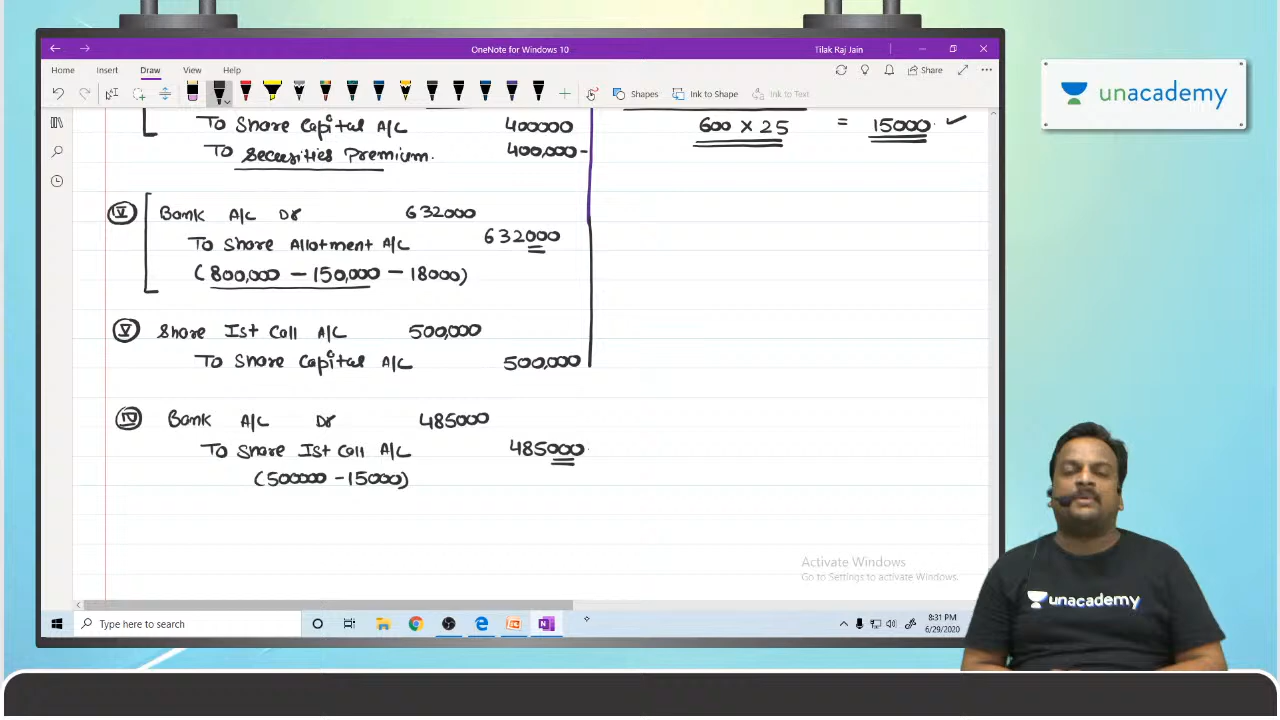 OneNote for Windows 10
Tilak Raj Jain
Home Insert Draw View Help
Share
Shapes Ink to Shape Ink to Text
unacademy
To Share Capital A/C 400000
To Securities Premium. 400,000 -
600 × 25 = 15000
IV Bank A/C Dr 632000
To Share Allotment A/C 632000
(800,000 - 150,000 - 18000)
V Share Ist Call A/C 500,000
To Share Capital A/C 500,000
IV Bank A/C Dr 485000
To Share Ist Call A/C 485000
(500000 - 15000)
Activate Windows
Go to Settings to activate Windows.
unacademy
Type here to search
8:31 PM
6/29/2020